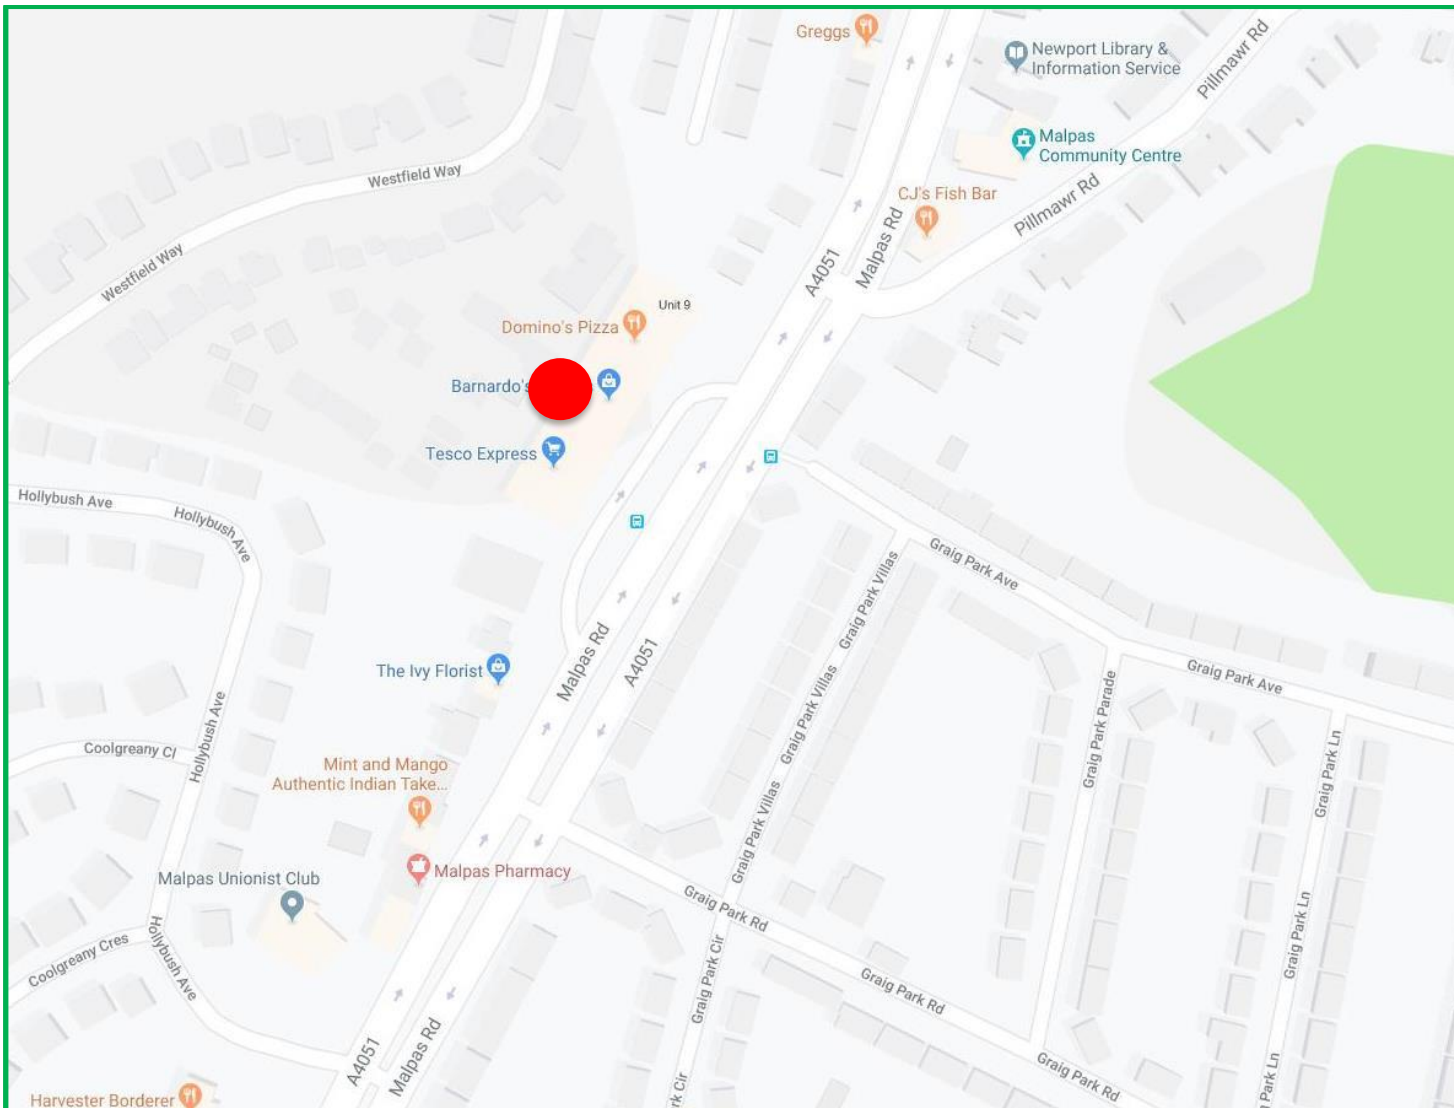 Greggs
Newport Library &
Information Service
Pillmawr Rd
Malpas
Community Centre
Westfield Way
CJ's Fish Bar
Pillmawr Rd
Malpas Rd
A4051
Westfield Way
Unit 9
Domino's Pizza
Barnardo's
Tesco Express
Hollybush Ave
Hollybush Ave
Graig Park Ave
Graig Park Villas
Malpas Rd
A4051
The Ivy Florist
Graig Park Ave
Graig Park Villas
Graig Park Parade
Hollybush Ave
Coolgreany Cl
Graig Park Ln
Mint and Mango
Authentic Indian Take...
Graig Park Villas
Malpas Pharmacy
Malpas Unionist Club
Graig Park Rd
Graig Park Ln
Coolgreany Cres
Hollybush Ave
Graig Park Cir
Graig Park Rd
A4051
Malpas Rd
Graig Park Rd
Park Ln
rk Cir
Harvester Borderer